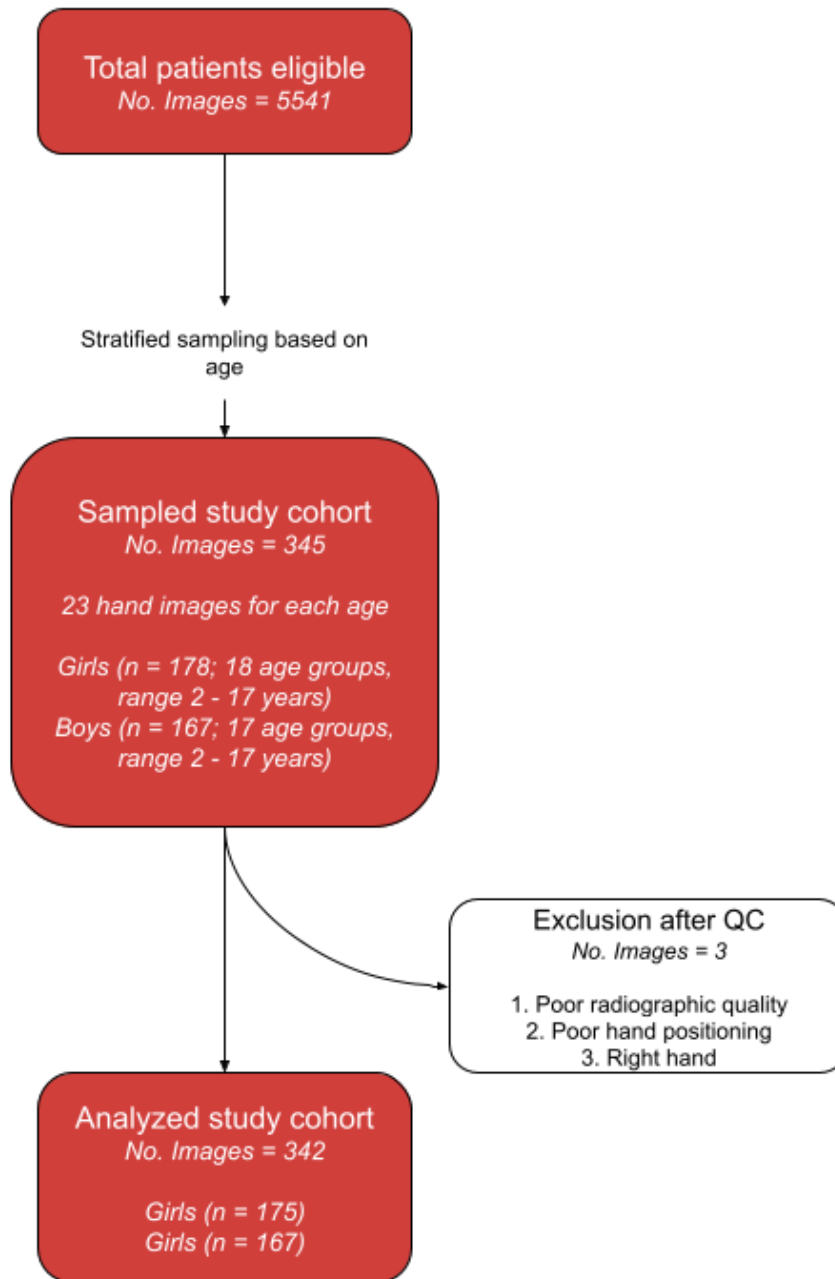 Total patients eligible
No. Images = 5541
Stratified sampling based on
age
Sampled study cohort
No. Images = 345
23 hand images for each age
Girls (n = 178; 18 age groups,
range 2 - 17 years)
Boys (n = 167; 17 age groups,
range 2 - 17 years)
Exclusion after QC
No. Images = 3
1. Poor radiographic quality
2. Poor hand positioning
3. Right hand
Analyzed study cohort
No. Images = 342
Girls (n = 175)
Girls (n = 167)